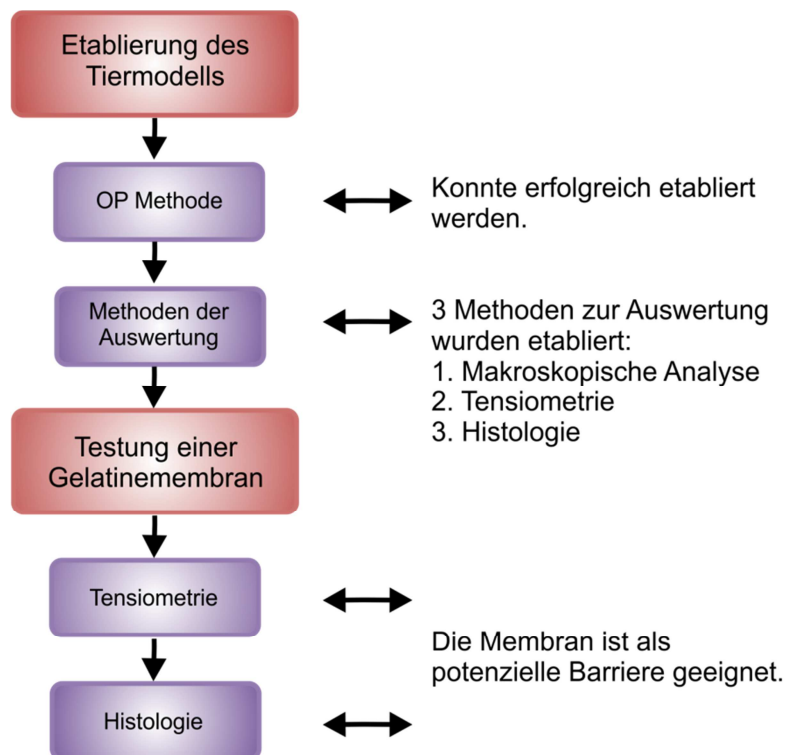 Etablierung des
Tiermodells
OP Methode
Konnte erfolgreich etabliert
werden.
Methoden der
Auswertung
3 Methoden zur Auswertung
wurden etabliert:
1. Makroskopische Analyse
2. Tensiometrie
3. Histologie
Testung einer
Gelatinemembran
Tensiometrie
Die Membran ist als
potenzielle Barriere geeignet.
Histologie